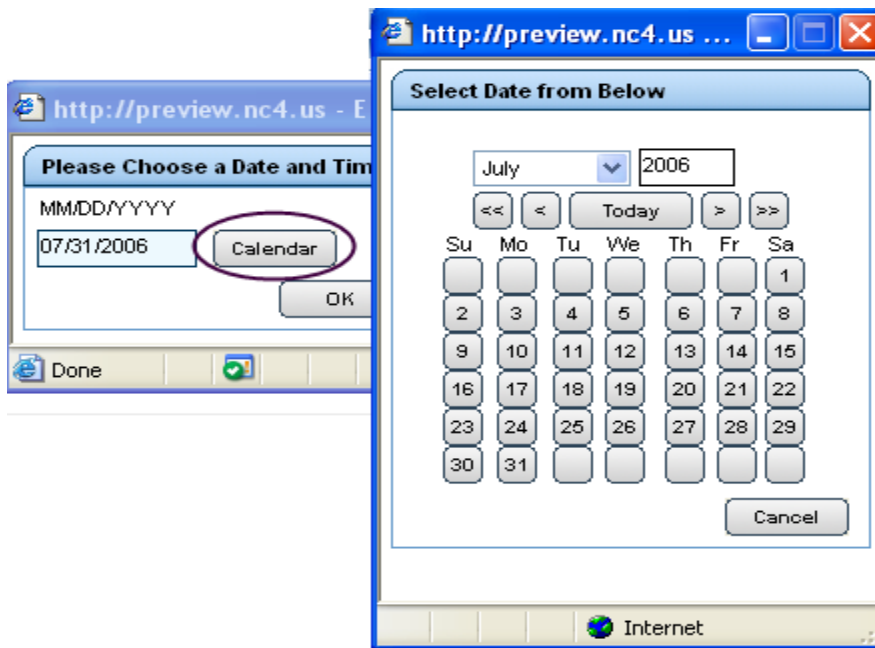 http://preview.nc4.us - E
Please Choose a Date and Tim
MM/DD/YYYY
07/31/2006 Calendar
OK
Done
http://preview.nc4.us ...
Select Date from Below
July 2006
<< < Today > >>
Su Mo Tu We Th Fr Sa
1
2 3 4 5 6 7 8
9 10 11 12 13 14 15
16 17 18 19 20 21 22
23 24 25 26 27 28 29
30 31
Cancel
Internet